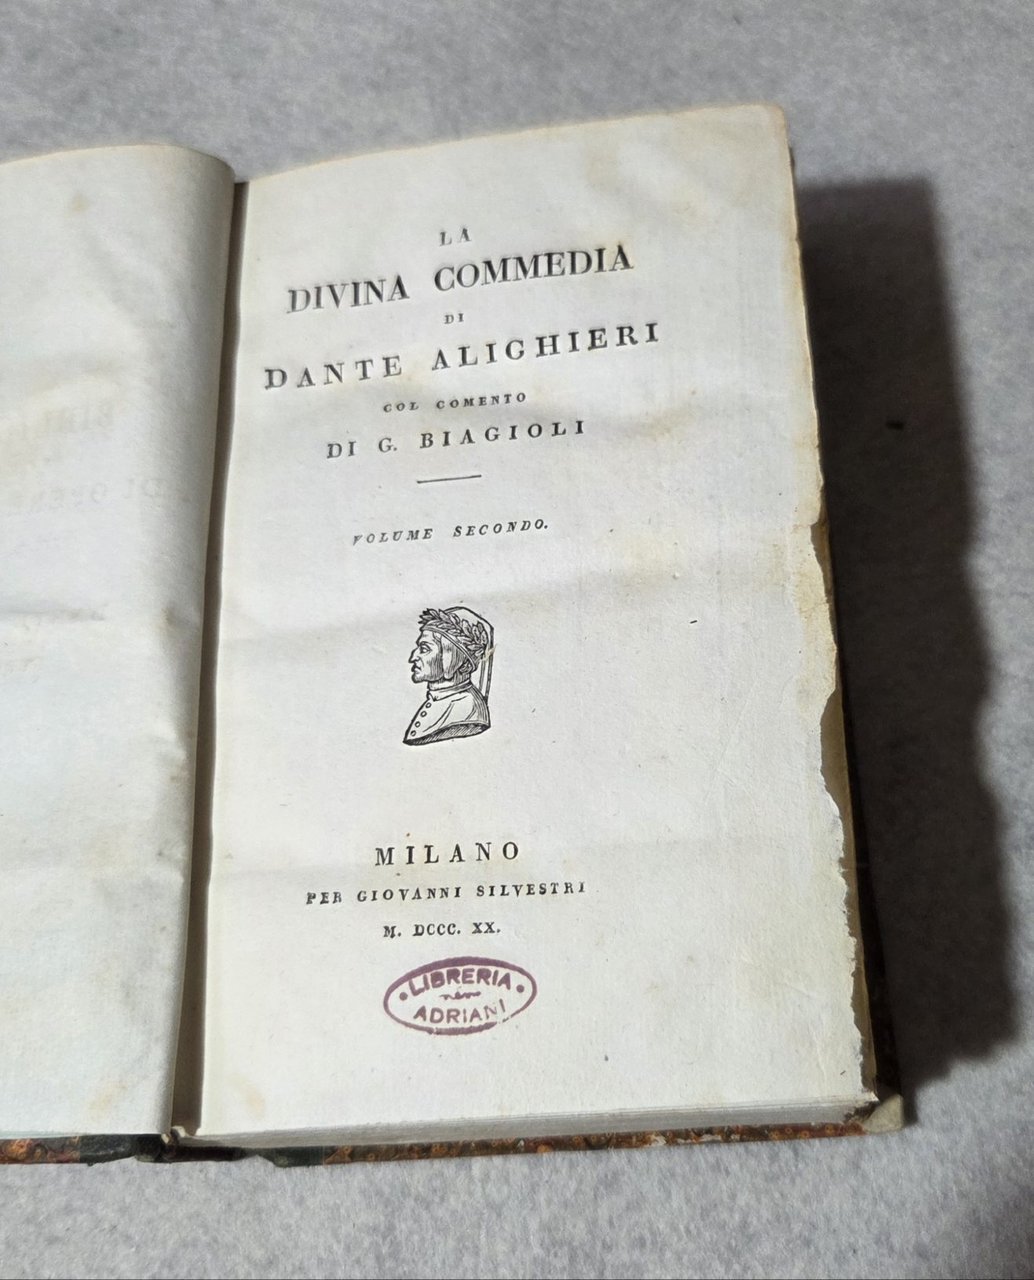 LA
DIVINA COMMEDIA
DI
DANTE ALIGHIERI
COL COMENTO
DI G. BIAGIOLI
VOLUME SECONDO.
MILANO
PER GIOVANNI SILVESTRI
M. DCCC. XX.
LIBRERIA
ADRIANI